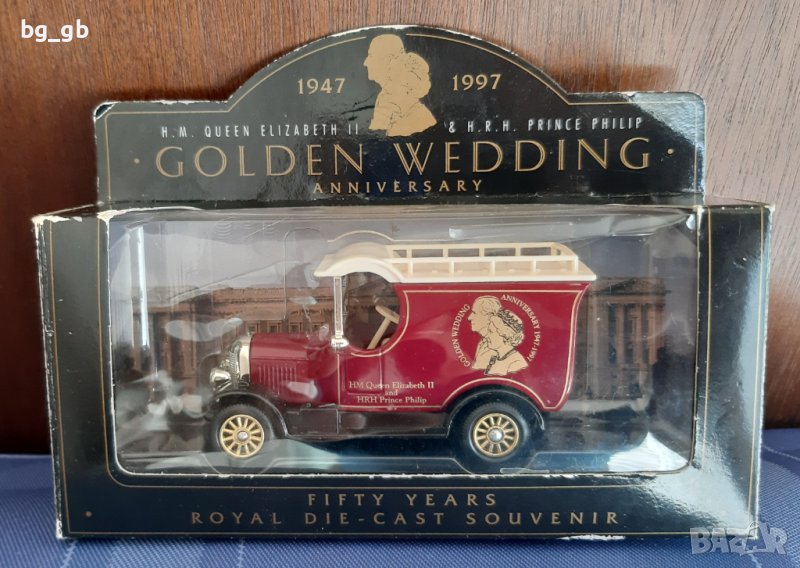 bg_gb
1947 1997
H.M. QUEEN ELIZABETH II & H.R.H. PRINCE PHILIP
· GOLDEN WEDDING ·
ANNIVERSARY
GOLDEN WEDDING ANNIVERSARY 1947-1997
HM Queen Elizabeth II
and
HRH Prince Philip
FIFTY YEARS
· ROYAL DIE-CAST SOUVENIR ·
BAZAR